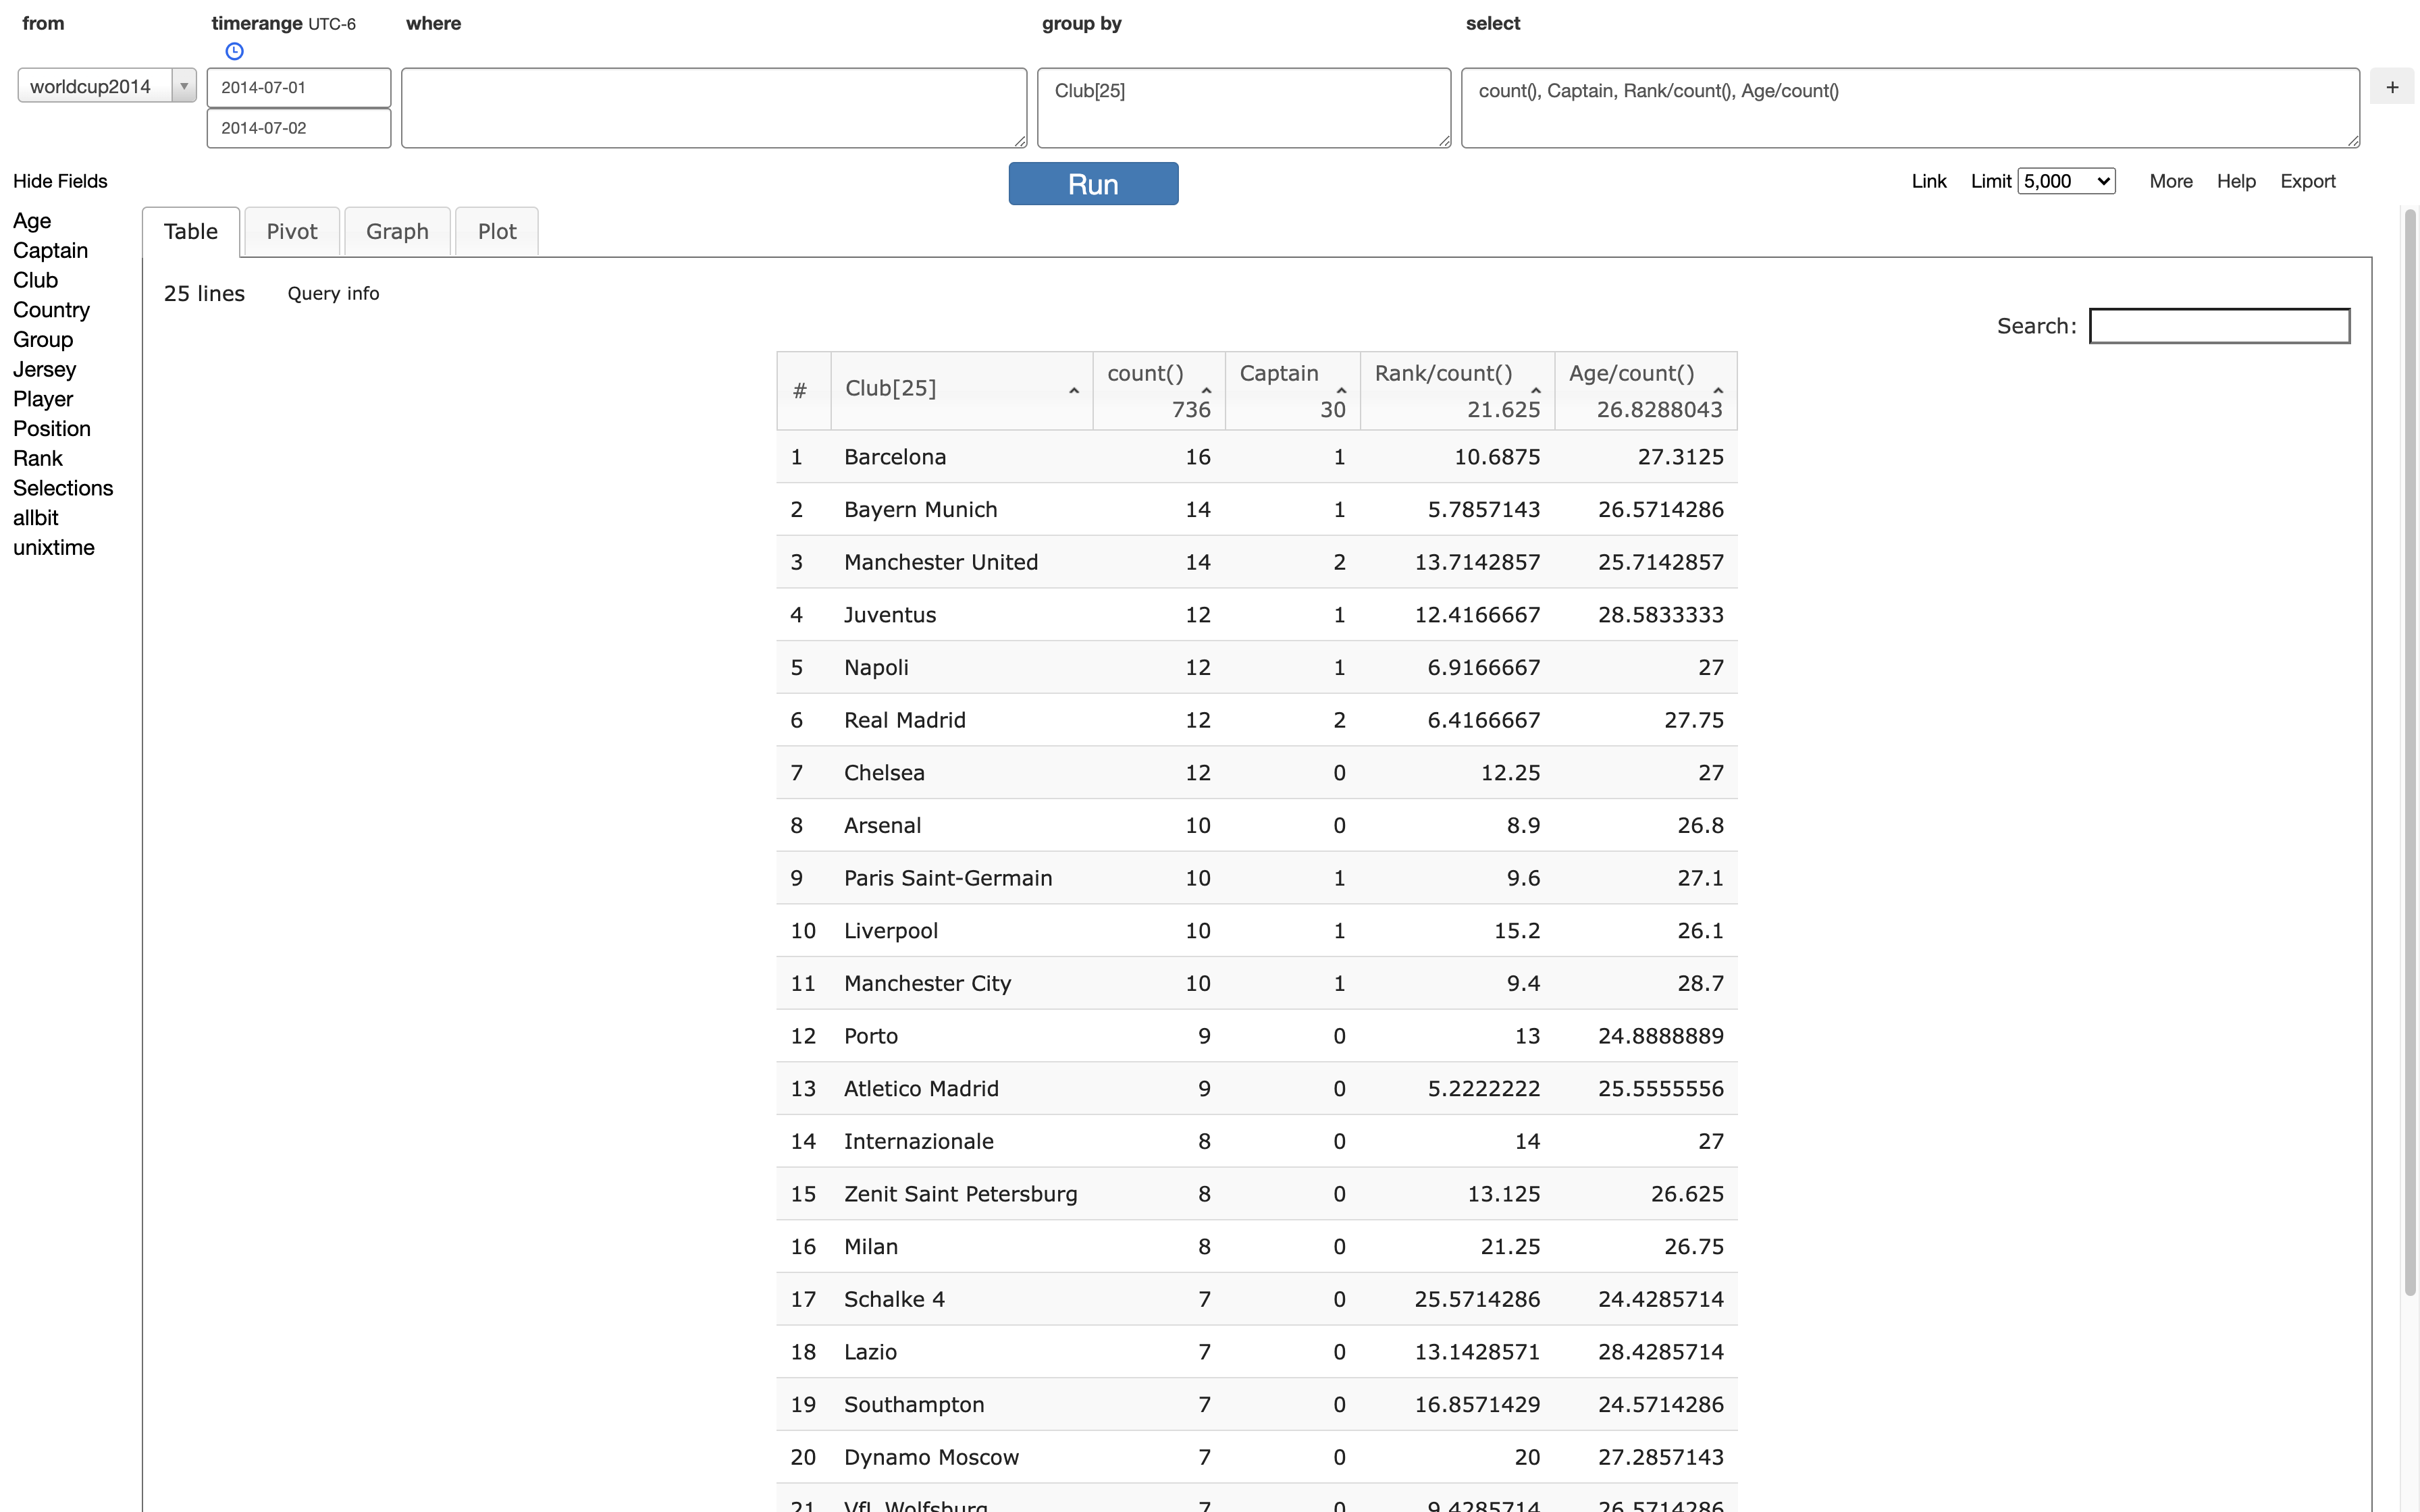 from timerange UTC-6 where group by select
worldcup2014 2014-07-01 Club[25] count(), Captain, Rank/count(), Age/count() +
2014-07-02
Hide Fields Run Link Limit 5,000 More Help Export
Age
Captain
Club
Country
Group
Jersey
Player
Position
Rank
Selections
allbit
unixtime
Table Pivot Graph Plot
25 lines Query info
Search:
# Club[25] count() Captain Rank/count() Age/count()
736 30 21.625 26.8288043
1 Barcelona 16 1 10.6875 27.3125
2 Bayern Munich 14 1 5.7857143 26.5714286
3 Manchester United 14 2 13.7142857 25.7142857
4 Juventus 12 1 12.4166667 28.5833333
5 Napoli 12 1 6.9166667 27
6 Real Madrid 12 2 6.4166667 27.75
7 Chelsea 12 0 12.25 27
8 Arsenal 10 0 8.9 26.8
9 Paris Saint-Germain 10 1 9.6 27.1
10 Liverpool 10 1 15.2 26.1
11 Manchester City 10 1 9.4 28.7
12 Porto 9 0 13 24.8888889
13 Atletico Madrid 9 0 5.2222222 25.5555556
14 Internazionale 8 0 14 27
15 Zenit Saint Petersburg 8 0 13.125 26.625
16 Milan 8 0 21.25 26.75
17 Schalke 4 7 0 25.5714286 24.4285714
18 Lazio 7 0 13.1428571 28.4285714
19 Southampton 7 0 16.8571429 24.5714286
20 Dynamo Moscow 7 0 20 27.2857143
21 VfL Wolfsburg 7 0 9.4285714 26.5714286